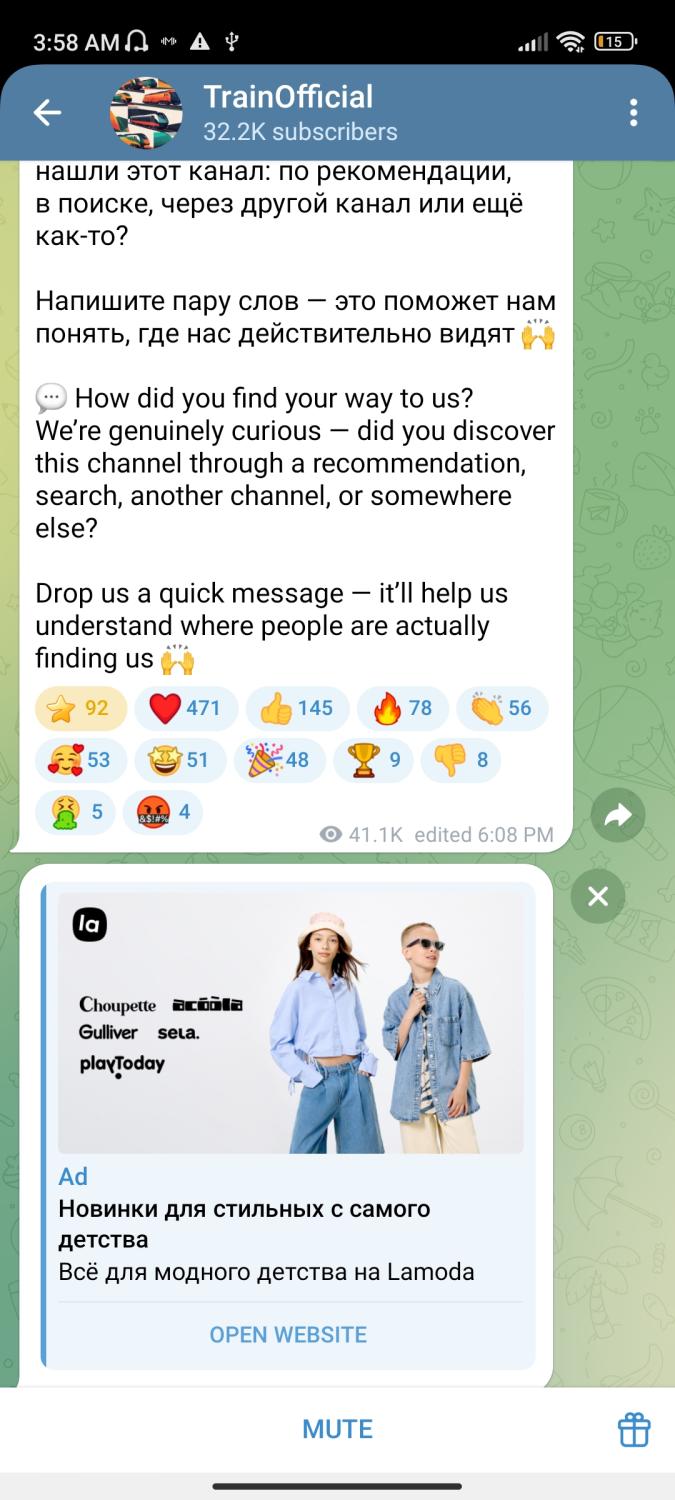 3:58 AM
15
TrainOfficial
32.2K subscribers
нашли этот канал: по рекомендации,
в поиске, через другой канал или ещё
как-то?
Напишите пару слов — это поможет нам
понять, где нас действительно видят 🙌
💬 How did you find your way to us?
We’re genuinely curious — did you discover
this channel through a recommendation,
search, another channel, or somewhere
else?
Drop us a quick message — it’ll help us
understand where people are actually
finding us 🙌
⭐ 92 ❤️ 471 👍 145 🔥 78 👏 56
🥰 53 🤩 51 🎉 48 🏆 9 👎 8
🤮 5 🤬 4
41.1K edited 6:08 PM
la
Choupette acoola
Gulliver sela.
playToday
Ad
Новинки для стильных с самого
детства
Всё для модного детства на Lamoda
OPEN WEBSITE
MUTE